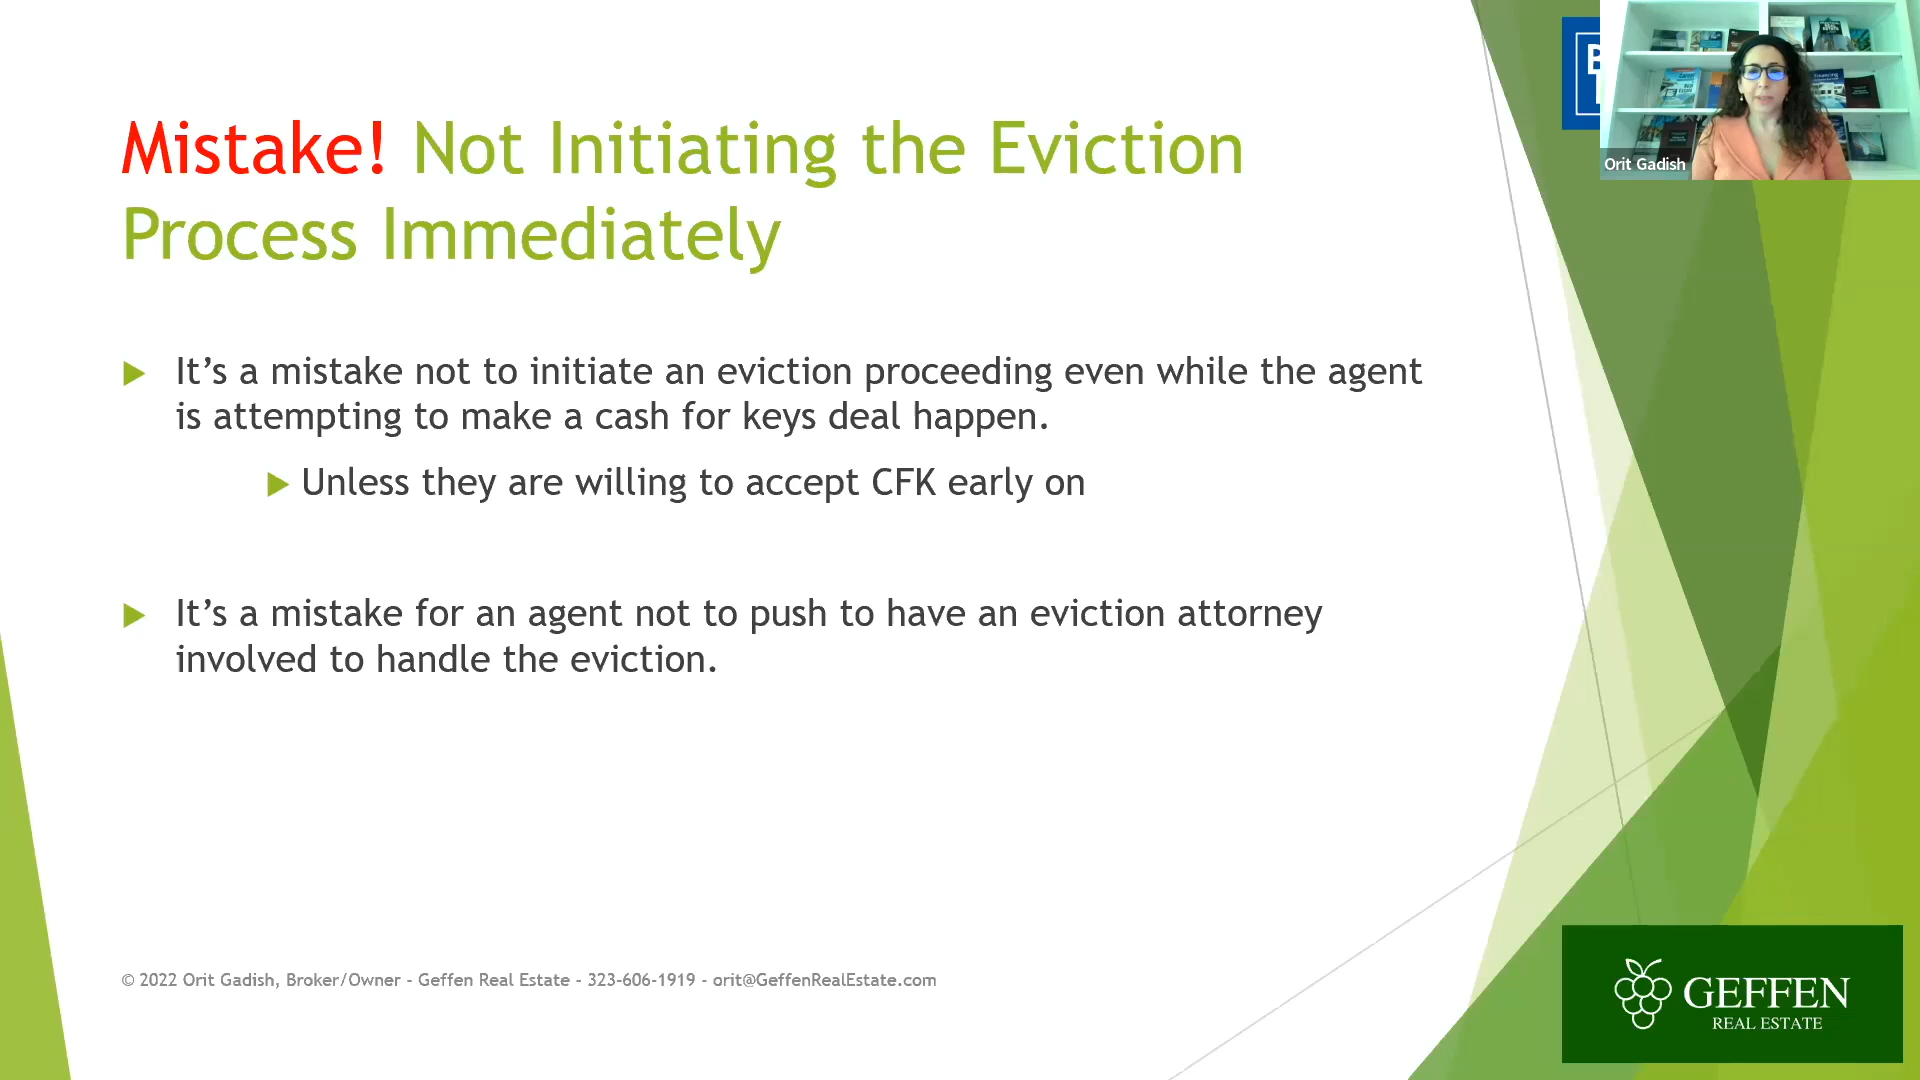 Mistake! Not Initiating the Eviction
Process Immediately
It’s a mistake not to initiate an eviction proceeding even while the agent
is attempting to make a cash for keys deal happen.
Unless they are willing to accept CFK early on
It’s a mistake for an agent not to push to have an eviction attorney
involved to handle the eviction.
© 2022 Orit Gadish, Broker/Owner - Geffen Real Estate - 323-606-1919 - orit@GeffenRealEstate.com
Orit Gadish
GEFFEN
REAL ESTATE